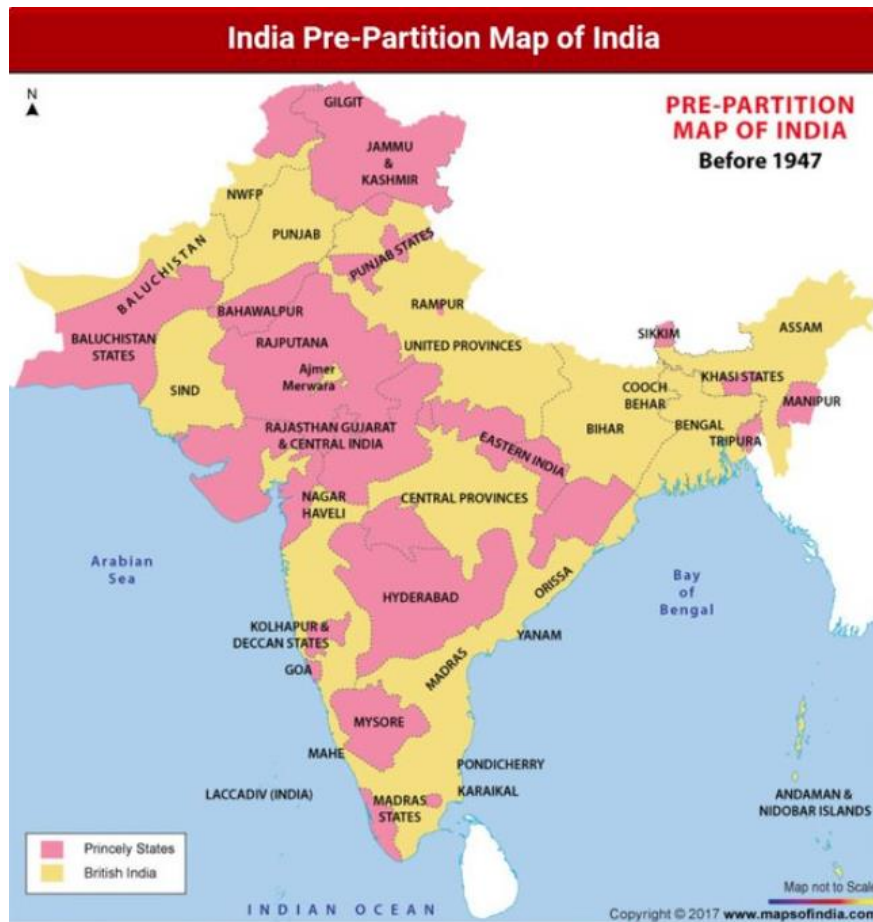 India Pre-Partition Map of India
N
PRE-PARTITION
MAP OF INDIA
Before 1947
GILGIT
JAMMU
&
KASHMIR
NWFP
PUNJAB
PUNJAB STATES
BALUCHISTAN
BAHAWALPUR
RAMPUR
BALUCHISTAN
STATES
RAJPUTANA
UNITED PROVINCES
SIKKIM
ASSAM
Ajmer
Merwara
KHASI STATES
SIND
COOCH
BEHAR
MANIPUR
RAJASTHAN GUJARAT
& CENTRAL INDIA
BIHAR
BENGAL
TRIPURA
EASTERN INDIA
NAGAR
HAVELI
CENTRAL PROVINCES
Arabian
Sea
ORISSA
Bay
of
Bengal
HYDERABAD
KOLHAPUR &
DECCAN STATES
YANAM
GOA
MADRAS
MYSORE
MAHE
PONDICHERRY
LACCADIV (INDIA)
KARAIKAL
MADRAS
STATES
ANDAMAN &
NIDOBAR ISLANDS
Princely States
British India
INDIAN OCEAN
Map not to Scale
Copyright © 2017 www.mapsofindia.com